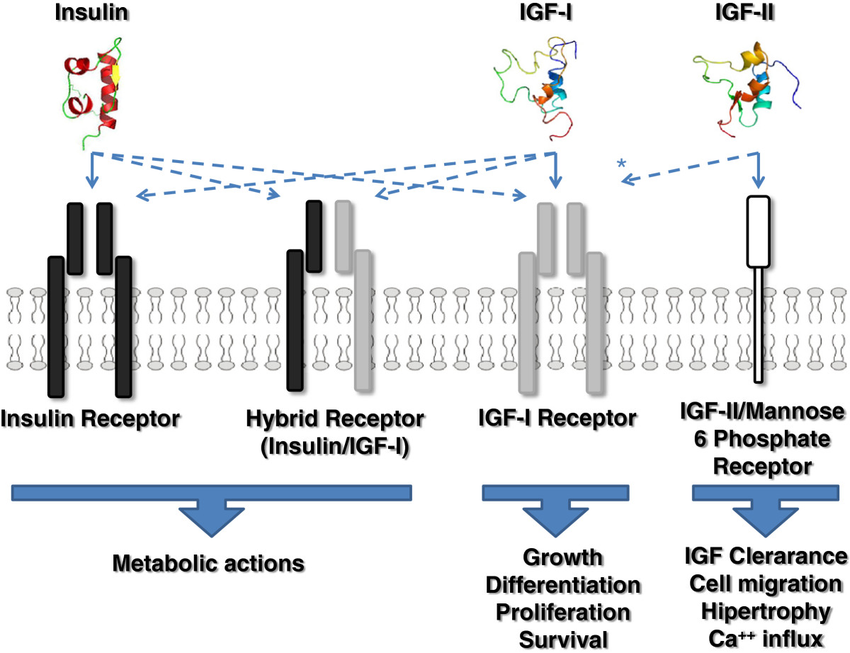 Insulin
IGF-I
IGF-II
*
Insulin Receptor
Hybrid Receptor
(Insulin/IGF-I)
IGF-I Receptor
IGF-II/Mannose
6 Phosphate
Receptor
Metabolic actions
Growth
Differentiation
Proliferation
Survival
IGF Clerarance
Cell migration
Hipertrophy
Ca⁺⁺ influx